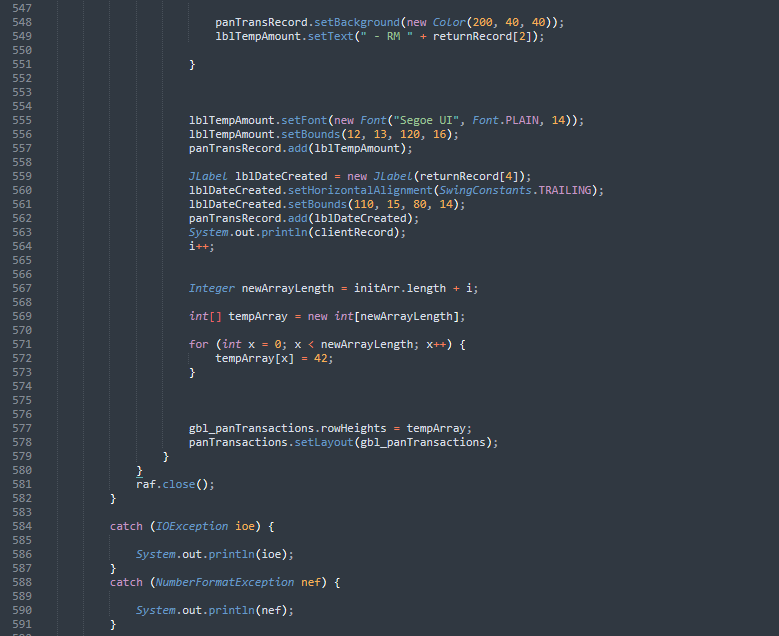 547
548 panTransRecord.setBackground(new Color(200, 40, 40));
549 lblTempAmount.setText(" - RM " + returnRecord[2]);
550
551 }
552
553
554
555 lblTempAmount.setFont(new Font("Segoe UI", Font.PLAIN, 14));
556 lblTempAmount.setBounds(12, 13, 120, 16);
557 panTransRecord.add(lblTempAmount);
558
559 JLabel lblDateCreated = new JLabel(returnRecord[4]);
560 lblDateCreated.setHorizontalAlignment(SwingConstants.TRAILING);
561 lblDateCreated.setBounds(110, 15, 80, 14);
562 panTransRecord.add(lblDateCreated);
563 System.out.println(clientRecord);
564 i++;
565
566
567 Integer newArrayLength = initArr.length + i;
568
569 int[] tempArray = new int[newArrayLength];
570
571 for (int x = 0; x < newArrayLength; x++) {
572 tempArray[x] = 42;
573 }
574
575
576
577 gbl_panTransactions.rowHeights = tempArray;
578 panTransactions.setLayout(gbl_panTransactions);
579 }
580 }
581 raf.close();
582 }
583
584 catch (IOException ioe) {
585
586 System.out.println(ioe);
587 }
588 catch (NumberFormatException nef) {
589
590 System.out.println(nef);
591 }